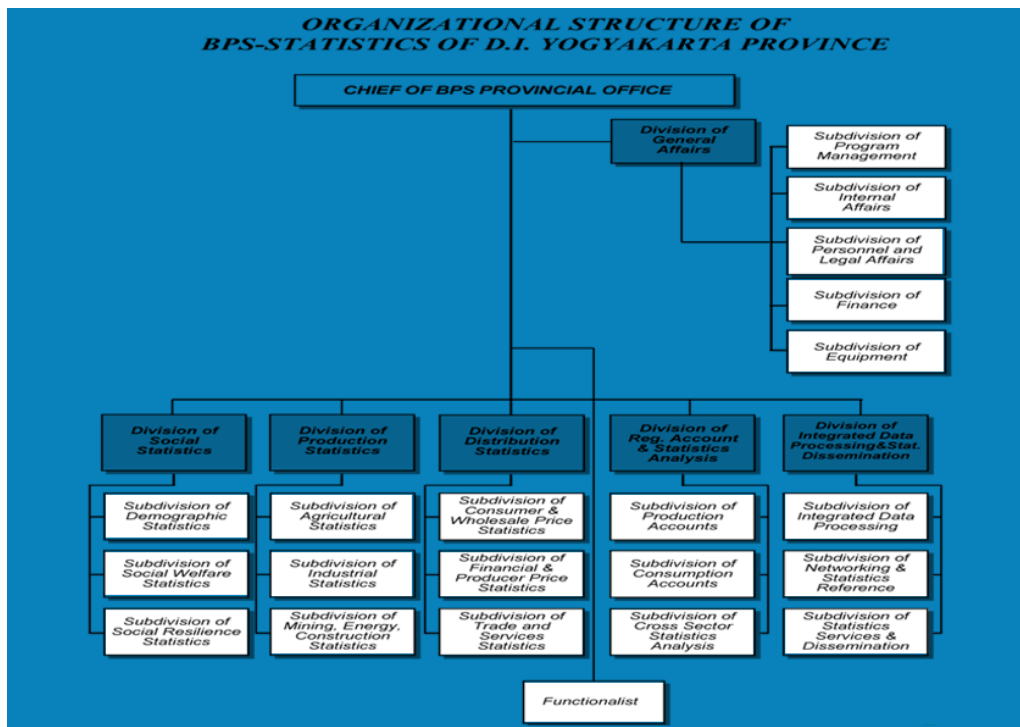 ORGANIZATIONAL STRUCTURE OF
BPS-STATISTICS OF D.I. YOGYAKARTA PROVINCE
CHIEF OF BPS PROVINCIAL OFFICE
Division of
General
Affairs
Subdivision of
Program
Management
Subdivision of
Internal
Affairs
Subdivision of
Personnel and
Legal Affairs
Subdivision of
Finance
Subdivision of
Equipment
Division of
Social
Statistics
Subdivision of
Demographic
Statistics
Subdivision of
Social Welfare
Statistics
Subdivision of
Social Resilience
Statistics
Division of
Production
Statistics
Subdivision of
Agricultural
Statistics
Subdivision of
Industrial
Statistics
Subdivision of
Mining, Energy,
Construction
Statistics
Division of
Distribution
Statistics
Subdivision of
Consumer &
Wholesale Price
Statistics
Subdivision of
Financial &
Producer Price
Statistics
Subdivision of
Trade and
Services
Statistics
Division of
Reg. Account
& Statistics
Analysis
Subdivision of
Production
Accounts
Subdivision of
Consumption
Accounts
Subdivision of
Cross Sector
Statistics
Analysis
Division of
Integrated Data
Processing&Stat.
Dissemination
Subdivision of
Integrated Data
Processing
Subdivision of
Networking &
Statistics
Reference
Subdivision of
Statistics
Services &
Dissemination
Functionalist